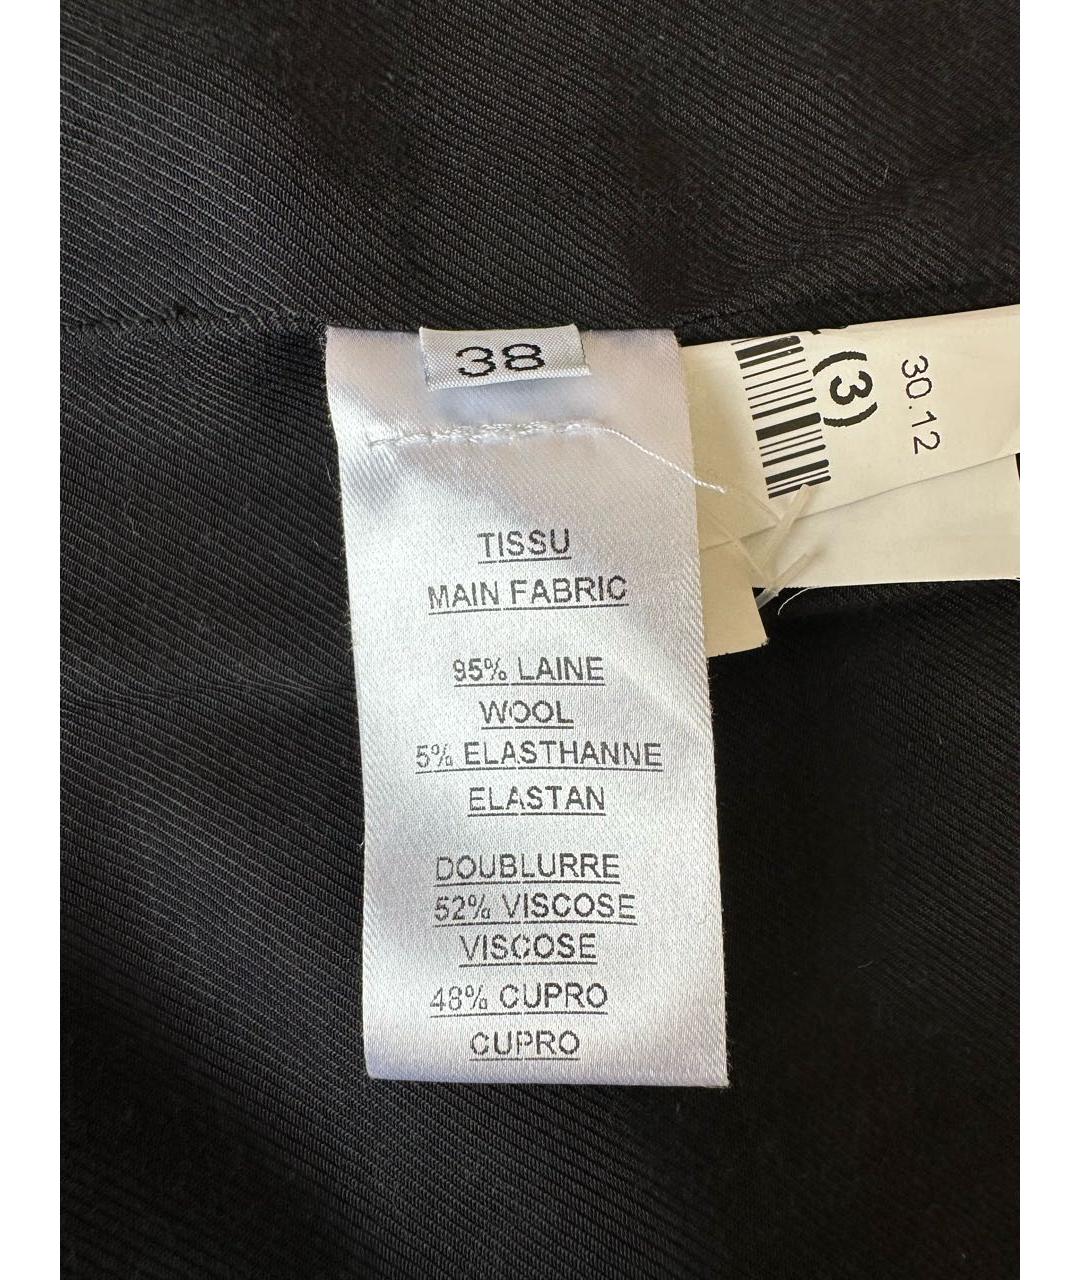 38
(3)
30.12
TISSU
MAIN FABRIC
95% LAINE
WOOL
5% ELASTHANNE
ELASTAN
DOUBLURRE
52% VISCOSE
VISCOSE
48% CUPRO
CUPRO